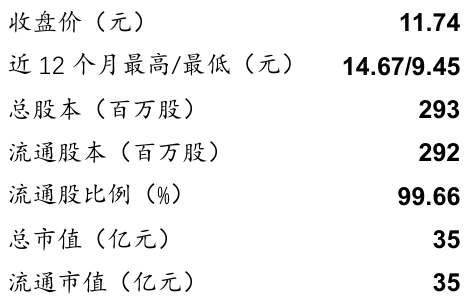 收盘价（元） 11.74
近 12 个月最高/最低（元） 14.67/9.45
总股本（百万股） 293
流通股本（百万股） 292
流通股比例（%） 99.66
总市值（亿元） 35
流通市值（亿元） 35